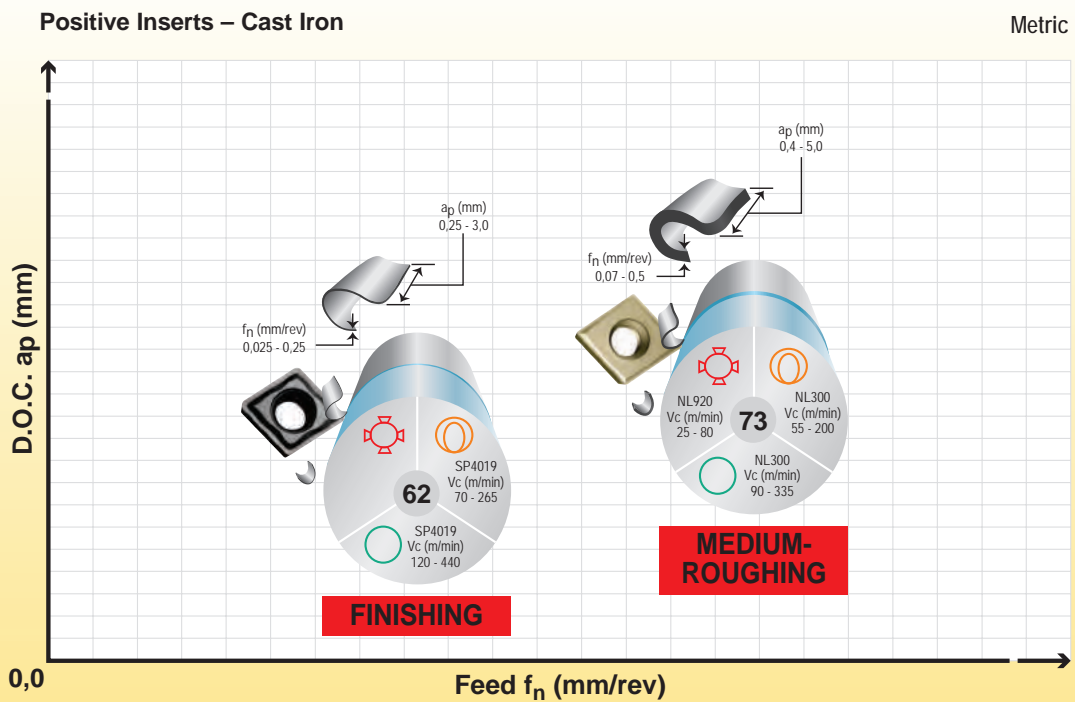 Positive Inserts – Cast Iron
Metric
D.O.C. ap (mm)
ap (mm)
0,25 - 3,0
fn (mm/rev)
0,025 - 0,25
62
SP4019
Vc (m/min)
70 - 265
SP4019
Vc (m/min)
120 - 440
FINISHING
ap (mm)
0,4 - 5,0
fn (mm/rev)
0,07 - 0,5
NL920
Vc (m/min)
25 - 80
73
NL300
Vc (m/min)
55 - 200
NL300
Vc (m/min)
90 - 335
MEDIUM-
ROUGHING
0,0
Feed fn (mm/rev)